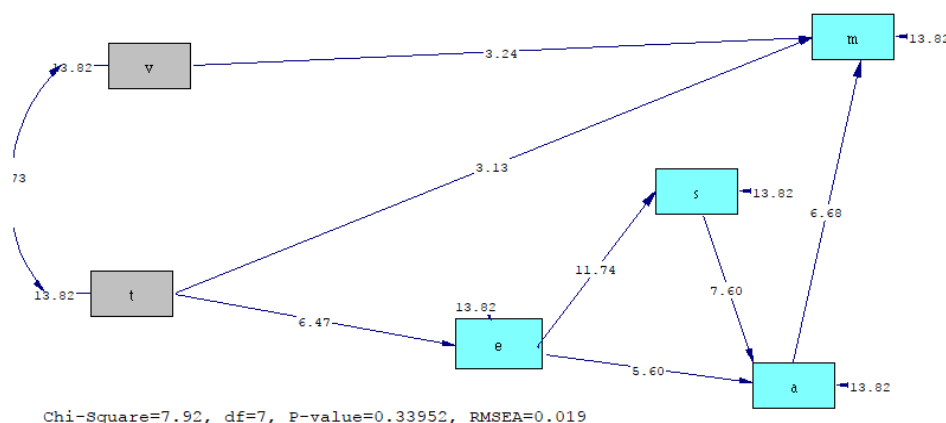 m
13.82
13.82
v
3.24
73
3.13
s
13.82
6.68
11.74
7.60
13.82
t
13.82
6.47
e
5.60
a
13.82
Chi-Square=7.92, df=7, P-value=0.33952, RMSEA=0.019